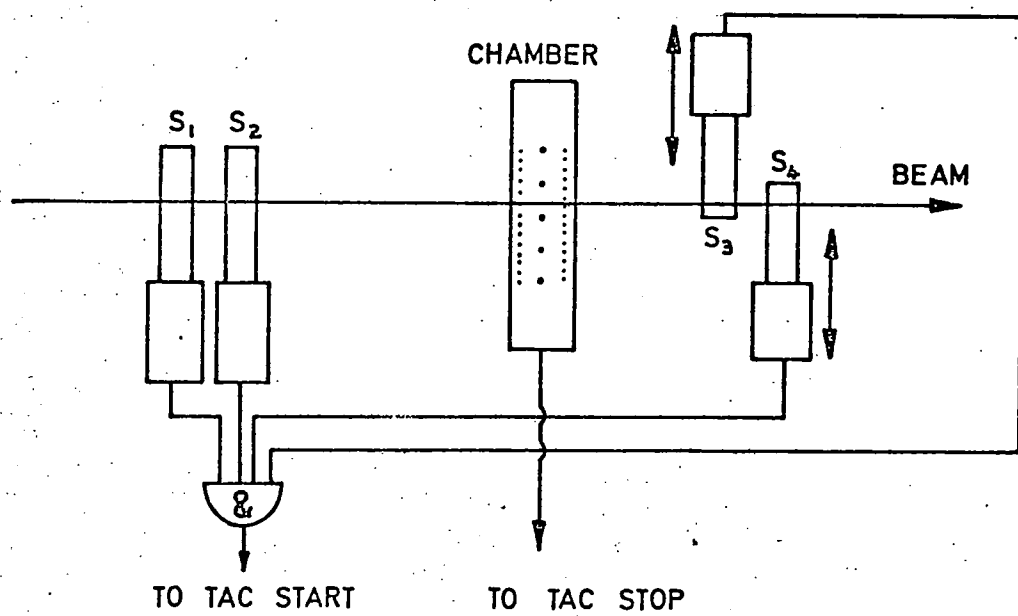 CHAMBER
S₁ S₂
S₄
BEAM
S₃
&
TO TAC START TO TAC STOP